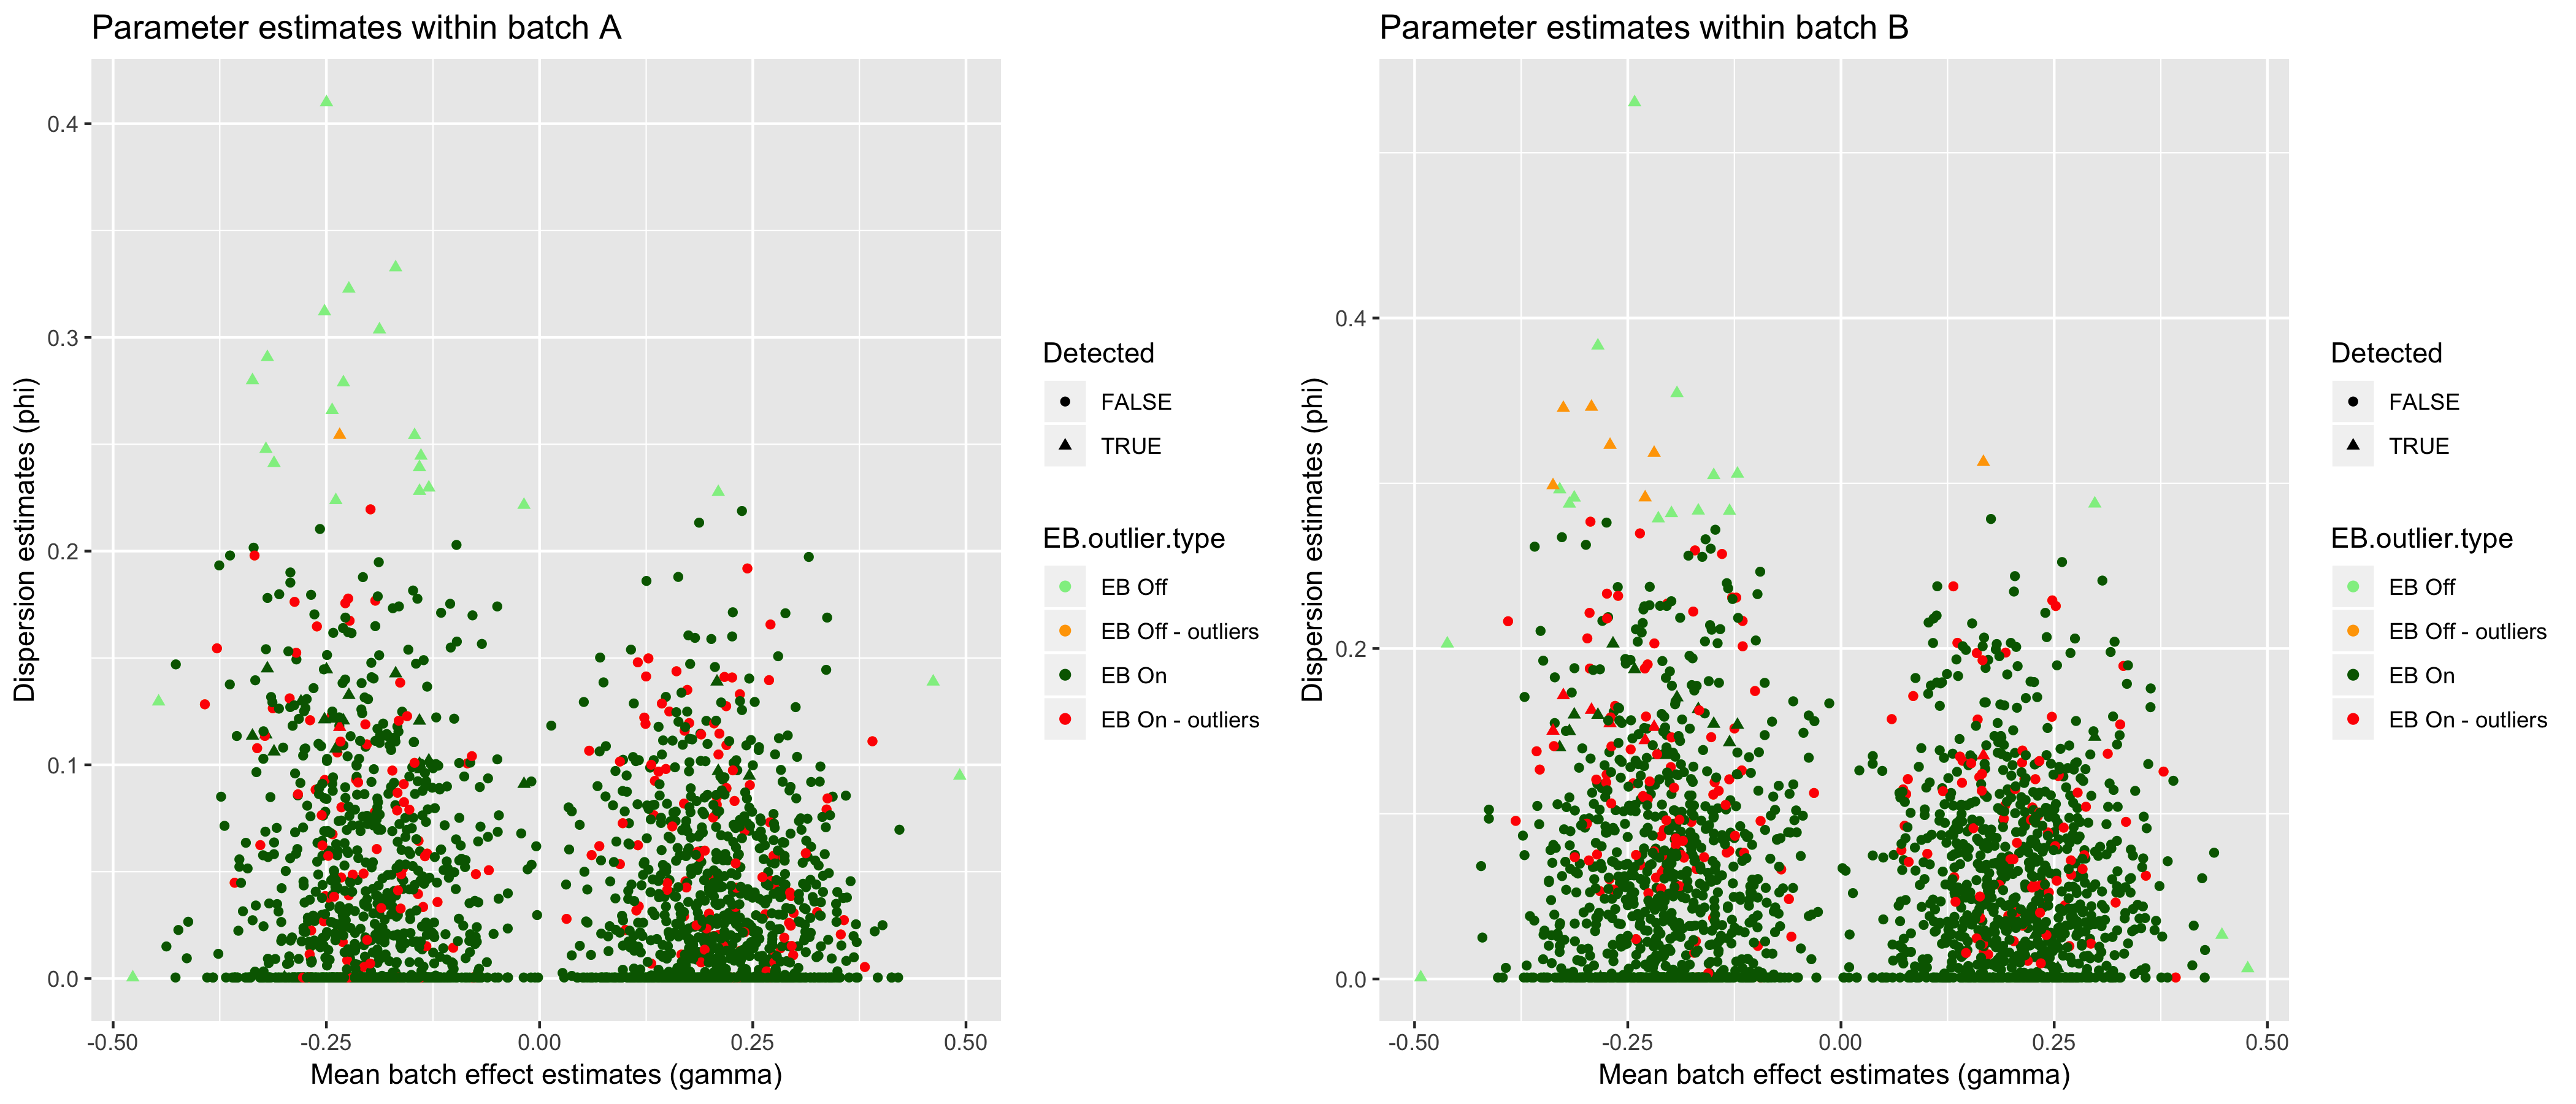 Parameter estimates within batch A
Dispersion estimates (phi)
0.4
0.3
0.2
0.1
0.0
-0.50
-0.25
0.00
0.25
0.50
Mean batch effect estimates (gamma)
Detected
FALSE
TRUE
EB.outlier.type
EB Off
EB Off - outliers
EB On
EB On - outliers
Parameter estimates within batch B
Dispersion estimates (phi)
0.4
0.2
0.0
-0.50
-0.25
0.00
0.25
0.50
Mean batch effect estimates (gamma)
Detected
FALSE
TRUE
EB.outlier.type
EB Off
EB Off - outliers
EB On
EB On - outliers